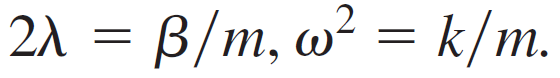 2λ = β/m, ω² = k/m.